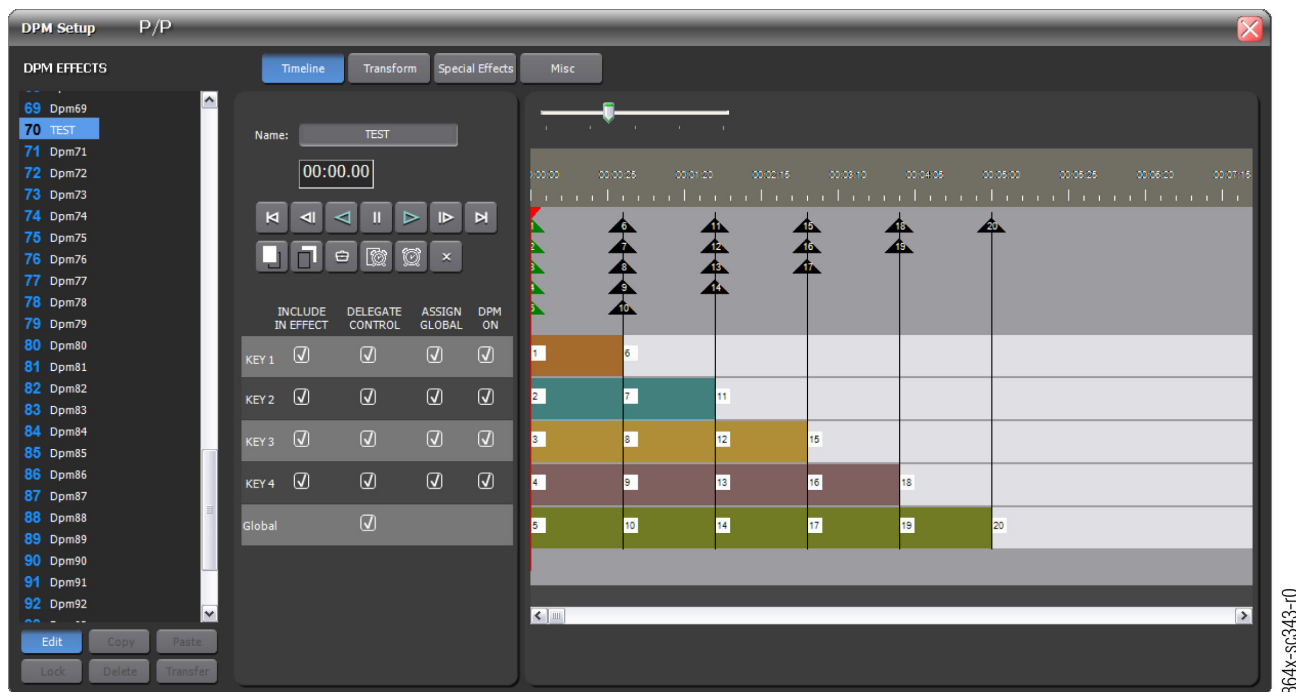 DPM Setup P/P
DPM EFFECTS
Timeline Transform Special Effects Misc
69 Dpm69
70 TEST
71 Dpm71
72 Dpm72
73 Dpm73
74 Dpm74
75 Dpm75
76 Dpm76
77 Dpm77
78 Dpm78
79 Dpm79
80 Dpm80
81 Dpm81
82 Dpm82
83 Dpm83
84 Dpm84
85 Dpm85
86 Dpm86
87 Dpm87
88 Dpm88
89 Dpm89
90 Dpm90
91 Dpm91
92 Dpm92
Edit Copy Paste
Lock Delete Transfer
Name: TEST
00:00.00
INCLUDE IN EFFECT DELEGATE CONTROL ASSIGN GLOBAL DPM ON
KEY 1
KEY 2
KEY 3
KEY 4
Global
:00:00 00:00:25 00:01:20 00:02:15 00:03:10 00:04:05 00:05:00 00:05:25 00:06:20 00:07:15
1 6 11 15 18 20
2 7 12 16 19
3 8 13 17
4 9 14
5 10
1 6
2 7 11
3 8 12 15
4 9 13 16 18
5 10 14 17 19 20
864x-sc343-r0